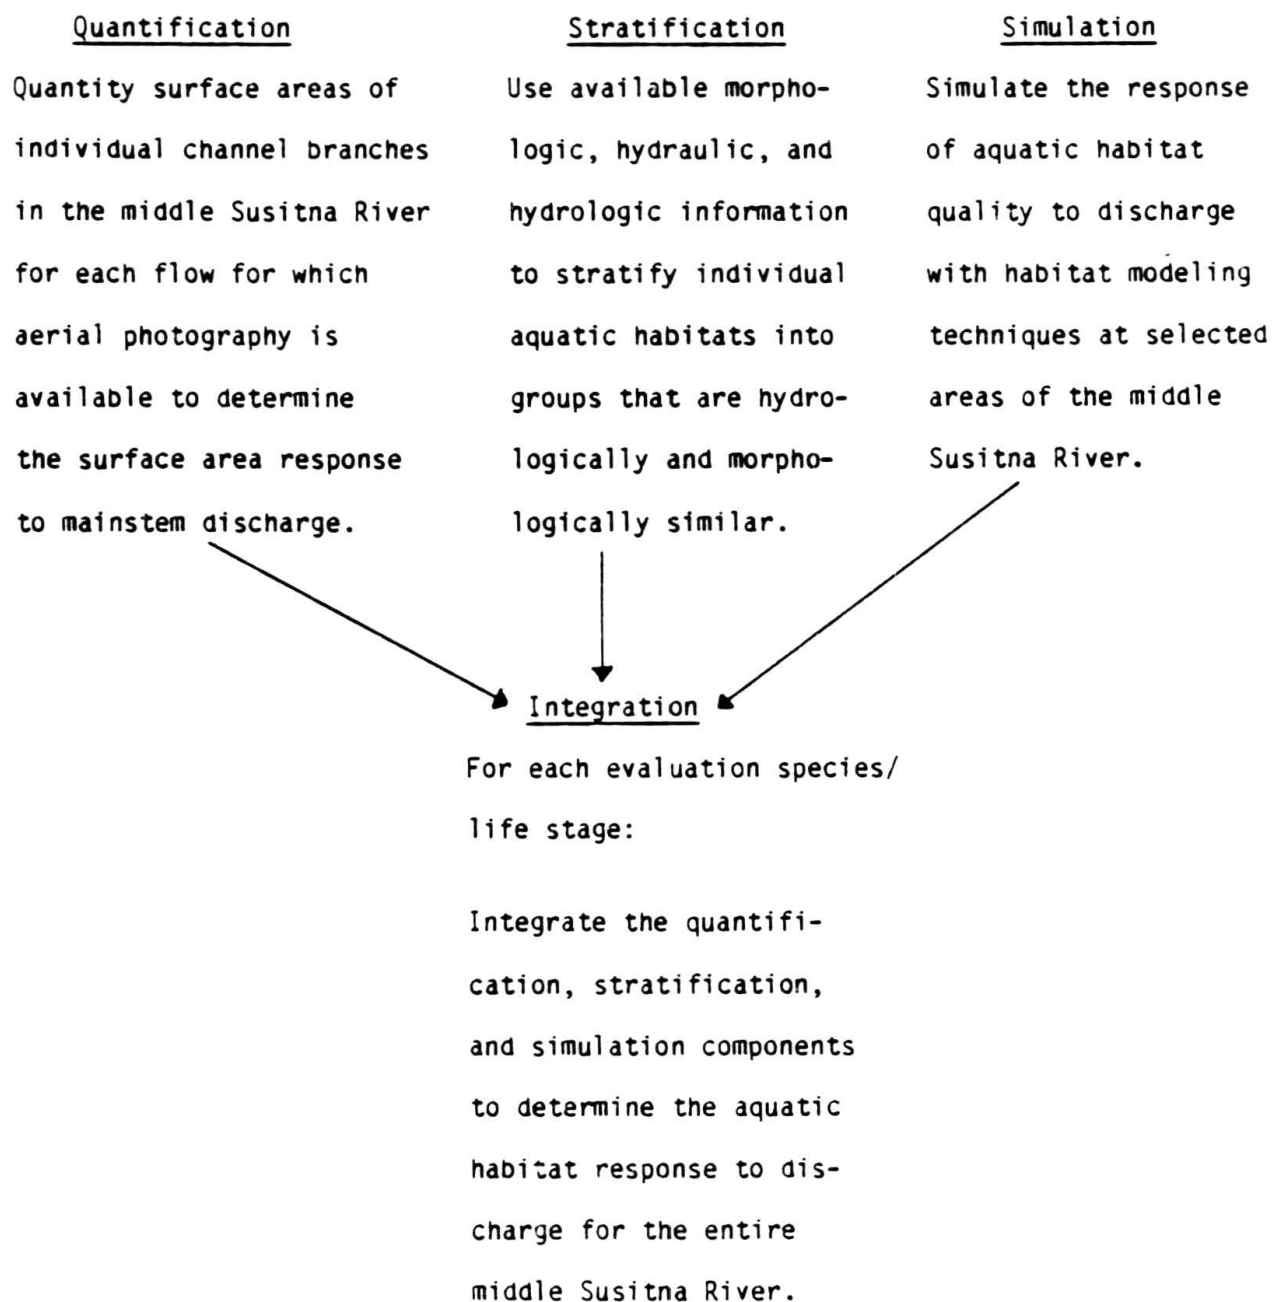 Quantification
Quantity surface areas of
individual channel branches
in the middle Susitna River
for each flow for which
aerial photography is
available to determine
the surface area response
to mainstem discharge.
Stratification
Use available morpho-
logic, hydraulic, and
hydrologic information
to stratify individual
aquatic habitats into
groups that are hydro-
logically and morpho-
logically similar.
Simulation
Simulate the response
of aquatic habitat
quality to discharge
with habitat modeling
techniques at selected
areas of the middle
Susitna River.
Integration
For each evaluation species/
life stage:
Integrate the quantifi-
cation, stratification,
and simulation components
to determine the aquatic
habitat response to dis-
charge for the entire
middle Susitna River.